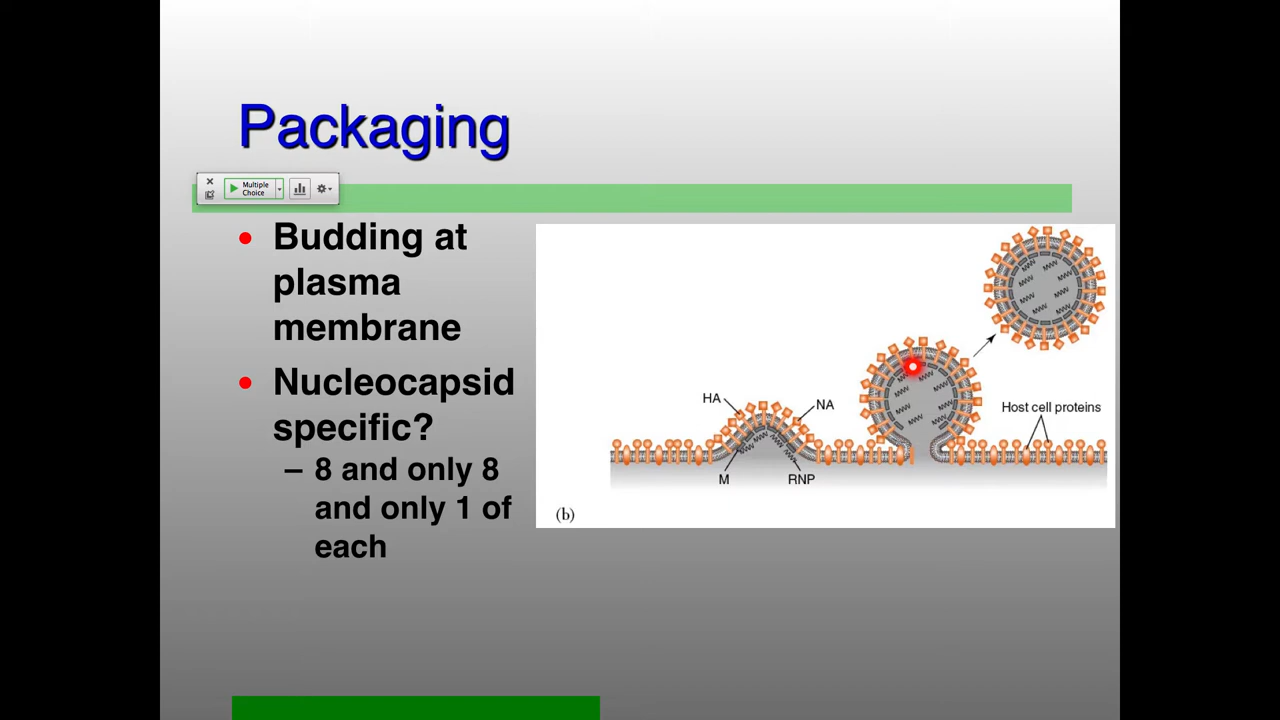 Packaging
Multiple
Choice
• Budding at
plasma
membrane
• Nucleocapsid
specific?
– 8 and only 8
and only 1 of
each
HA
NA
Host cell proteins
M
RNP
(b)